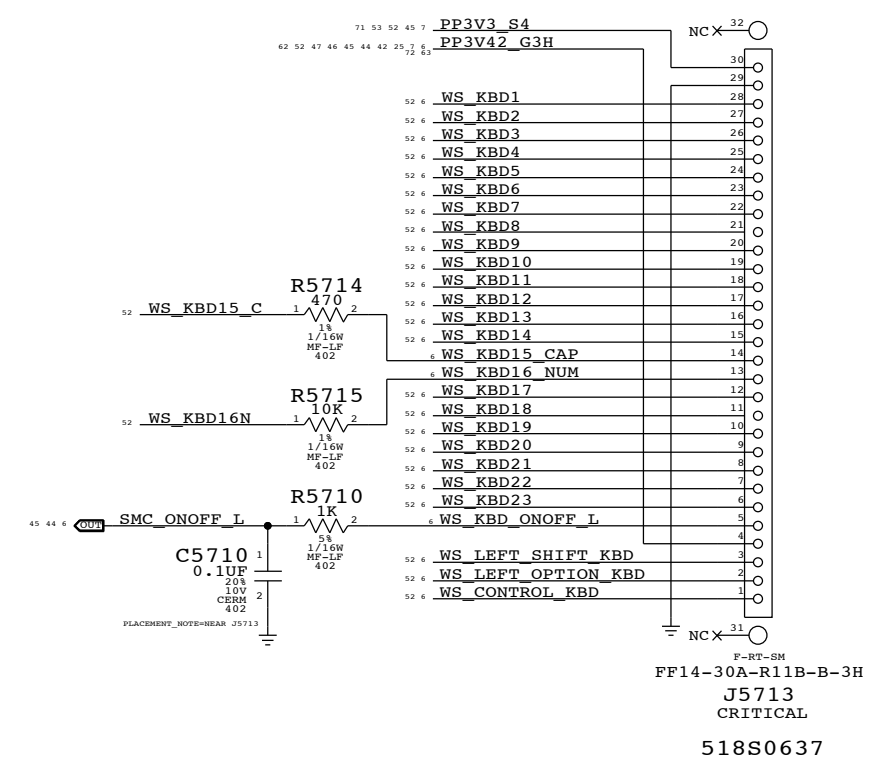 71 53 52 45 7 PP3V3_S4
NC 32
62 52 47 46 45 44 42 25 7 6 PP3V42_G3H
72 63
30
29
52 6 WS_KBD1 28
52 6 WS_KBD2 27
52 6 WS_KBD3 26
52 6 WS_KBD4 25
52 6 WS_KBD5 24
52 6 WS_KBD6 23
52 6 WS_KBD7 22
52 6 WS_KBD8 21
52 6 WS_KBD9 20
52 6 WS_KBD10 19
52 6 WS_KBD11 18
52 6 WS_KBD12 17
52 6 WS_KBD13 16
52 6 WS_KBD14 15
6 WS_KBD15_CAP 14
6 WS_KBD16_NUM 13
52 6 WS_KBD17 12
52 6 WS_KBD18 11
52 6 WS_KBD19 10
52 6 WS_KBD20 9
52 6 WS_KBD21 8
52 6 WS_KBD22 7
52 6 WS_KBD23 6
6 WS_KBD_ONOFF_L 5
4
52 6 WS_LEFT_SHIFT_KBD 3
52 6 WS_LEFT_OPTION_KBD 2
52 6 WS_CONTROL_KBD 1
NC 31
R5714
470
52 WS_KBD15_C 1 2
1%
1/16W
MF-LF
402
R5715
10K
52 WS_KBD16N 1 2
1%
1/16W
MF-LF
402
R5710
1K
45 44 6 OUT SMC_ONOFF_L 1 2
5%
1/16W
MF-LF
402
C5710 1
0.1UF
20%
10V
CERM 2
402
PLACEMENT_NOTE=NEAR J5713
F-RT-SM
FF14-30A-R11B-B-3H
J5713
CRITICAL
518S0637